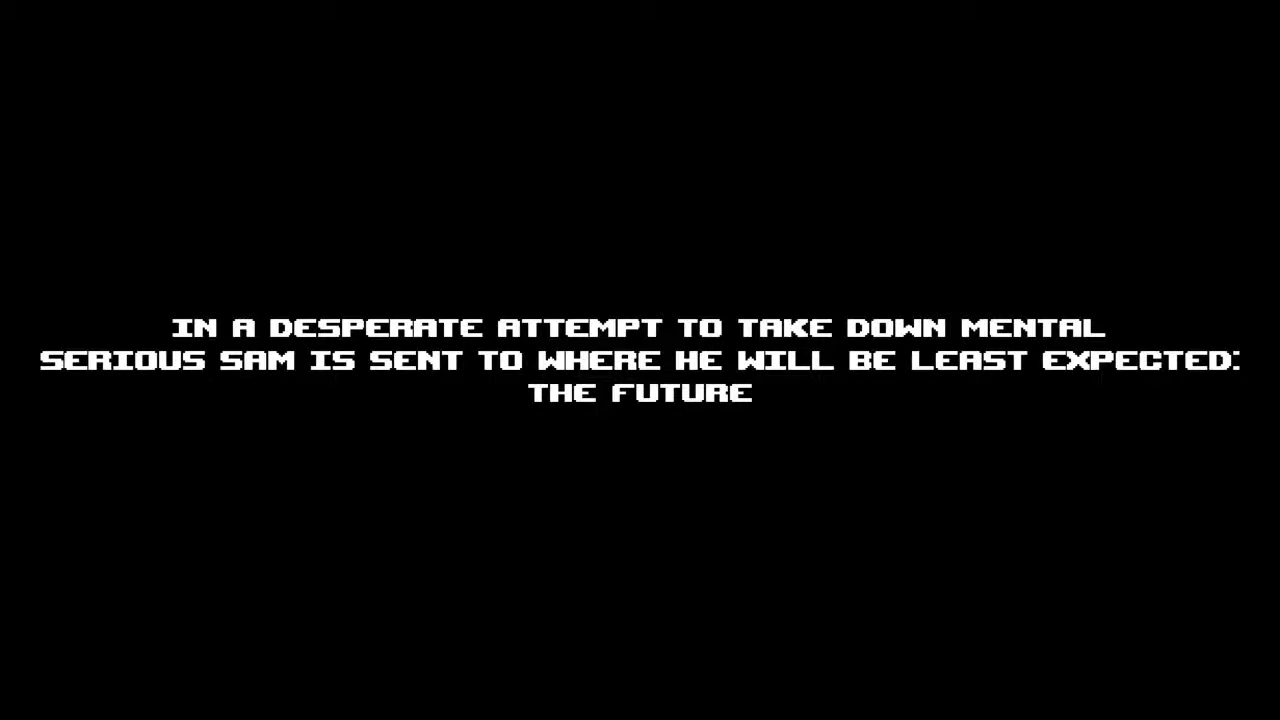 IN A DESPERATE ATTEMPT TO TAKE DOWN MENTAL
SERIOUS SAM IS SENT TO WHERE HE WILL BE LEAST EXPECTED:
THE FUTURE